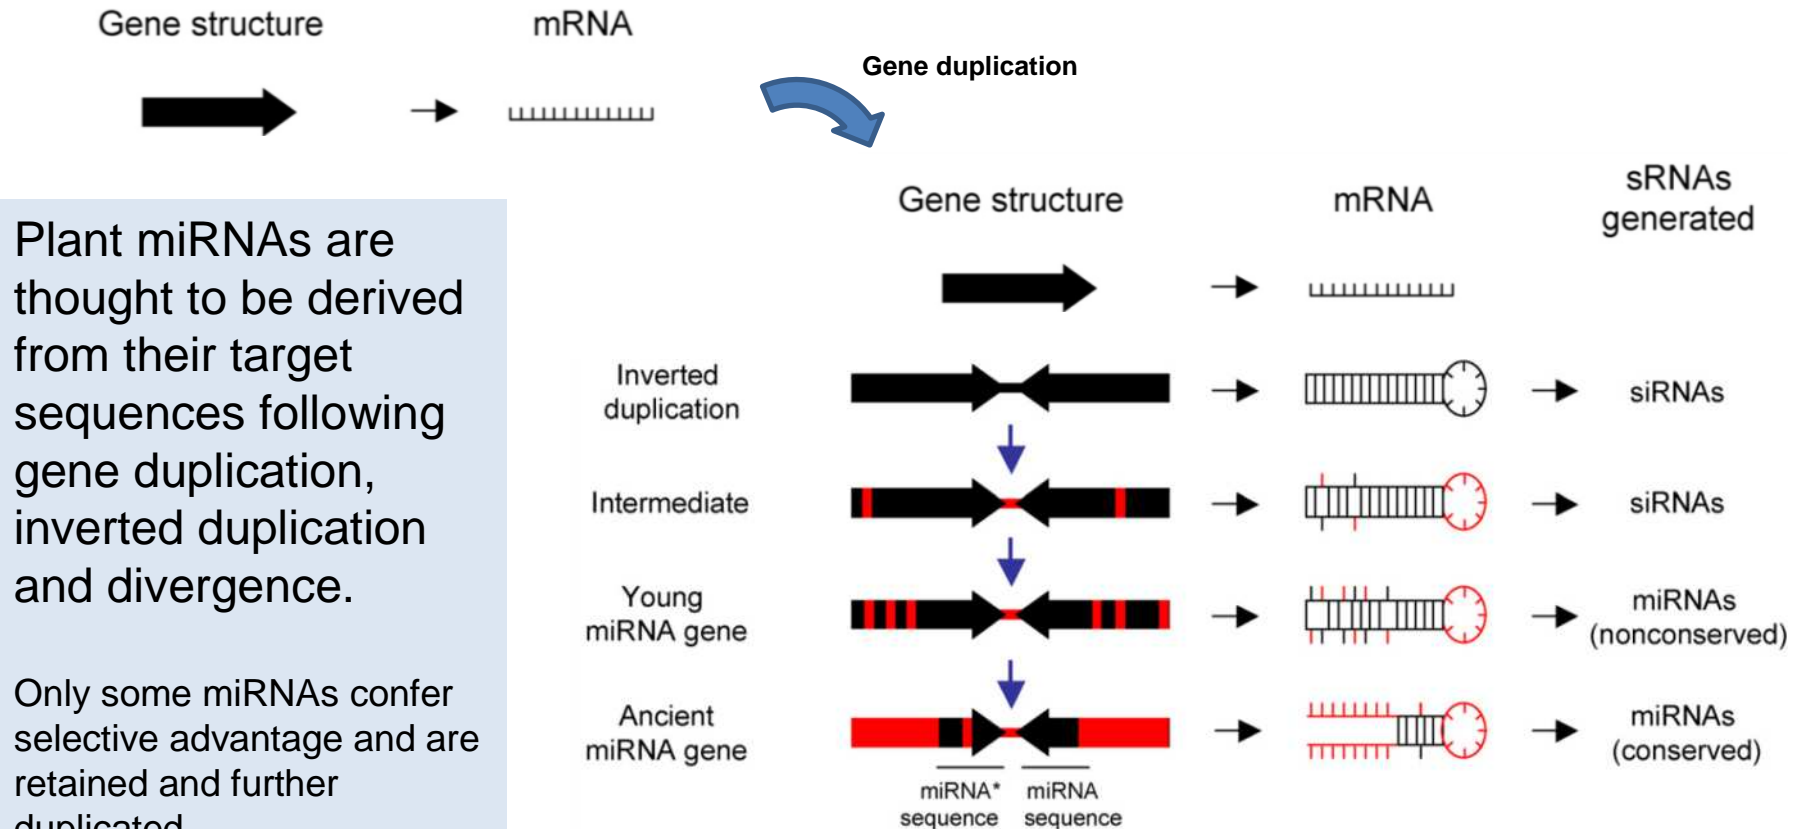 Gene structure
mRNA
Gene duplication
Plant miRNAs are
thought to be derived
from their target
sequences following
gene duplication,
inverted duplication
and divergence.
Only some miRNAs confer
selective advantage and are
retained and further
duplicated
Gene structure
mRNA
sRNAs
generated
Inverted
duplication
siRNAs
Intermediate
siRNAs
Young
miRNA gene
miRNAs
(nonconserved)
Ancient
miRNA gene
miRNAs
(conserved)
miRNA*
sequence
miRNA
sequence